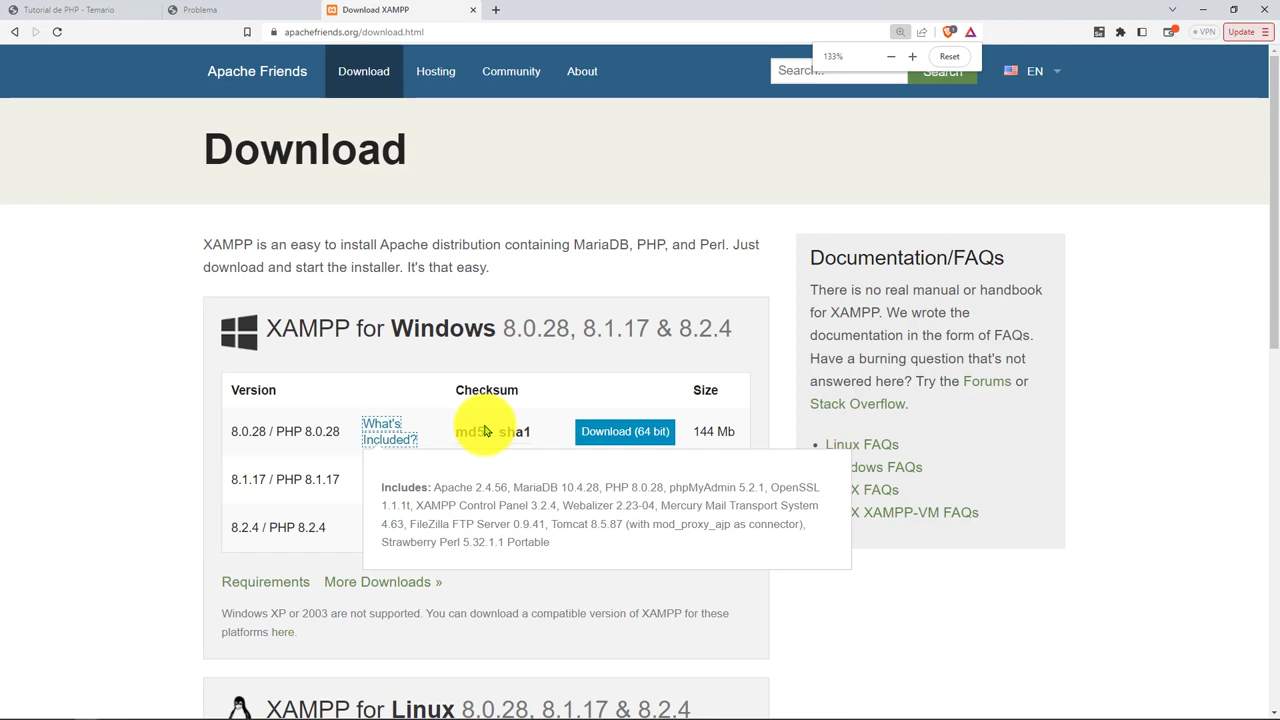 Tutorial de PHP - Temario
Problema
Download XAMPP
apachefriends.org/download.html
VPN
Update
133%
Reset
Apache Friends
Download
Hosting
Community
About
Search..
Search
EN
Download
XAMPP is an easy to install Apache distribution containing MariaDB, PHP, and Perl. Just
download and start the installer. It's that easy.
XAMPP for Windows 8.0.28, 8.1.17 & 8.2.4
Version
Checksum
Size
8.0.28 / PHP 8.0.28
What's
Included?
md5 sha1
Download (64 bit)
144 Mb
8.1.17 / PHP 8.1.17
8.2.4 / PHP 8.2.4
Includes: Apache 2.4.56, MariaDB 10.4.28, PHP 8.0.28, phpMyAdmin 5.2.1, OpenSSL
1.1.1t, XAMPP Control Panel 3.2.4, Webalizer 2.23-04, Mercury Mail Transport System
4.63, FileZilla FTP Server 0.9.41, Tomcat 8.5.87 (with mod_proxy_ajp as connector),
Strawberry Perl 5.32.1.1 Portable
Requirements
More Downloads »
Windows XP or 2003 are not supported. You can download a compatible version of XAMPP for these
platforms here.
XAMPP for Linux 8.0.28, 8.1.17 & 8.2.4
Documentation/FAQs
There is no real manual or handbook
for XAMPP. We wrote the
documentation in the form of FAQs.
Have a burning question that's not
answered here? Try the Forums or
Stack Overflow.
Linux FAQs
dows FAQs
X FAQs
X XAMPP-VM FAQs